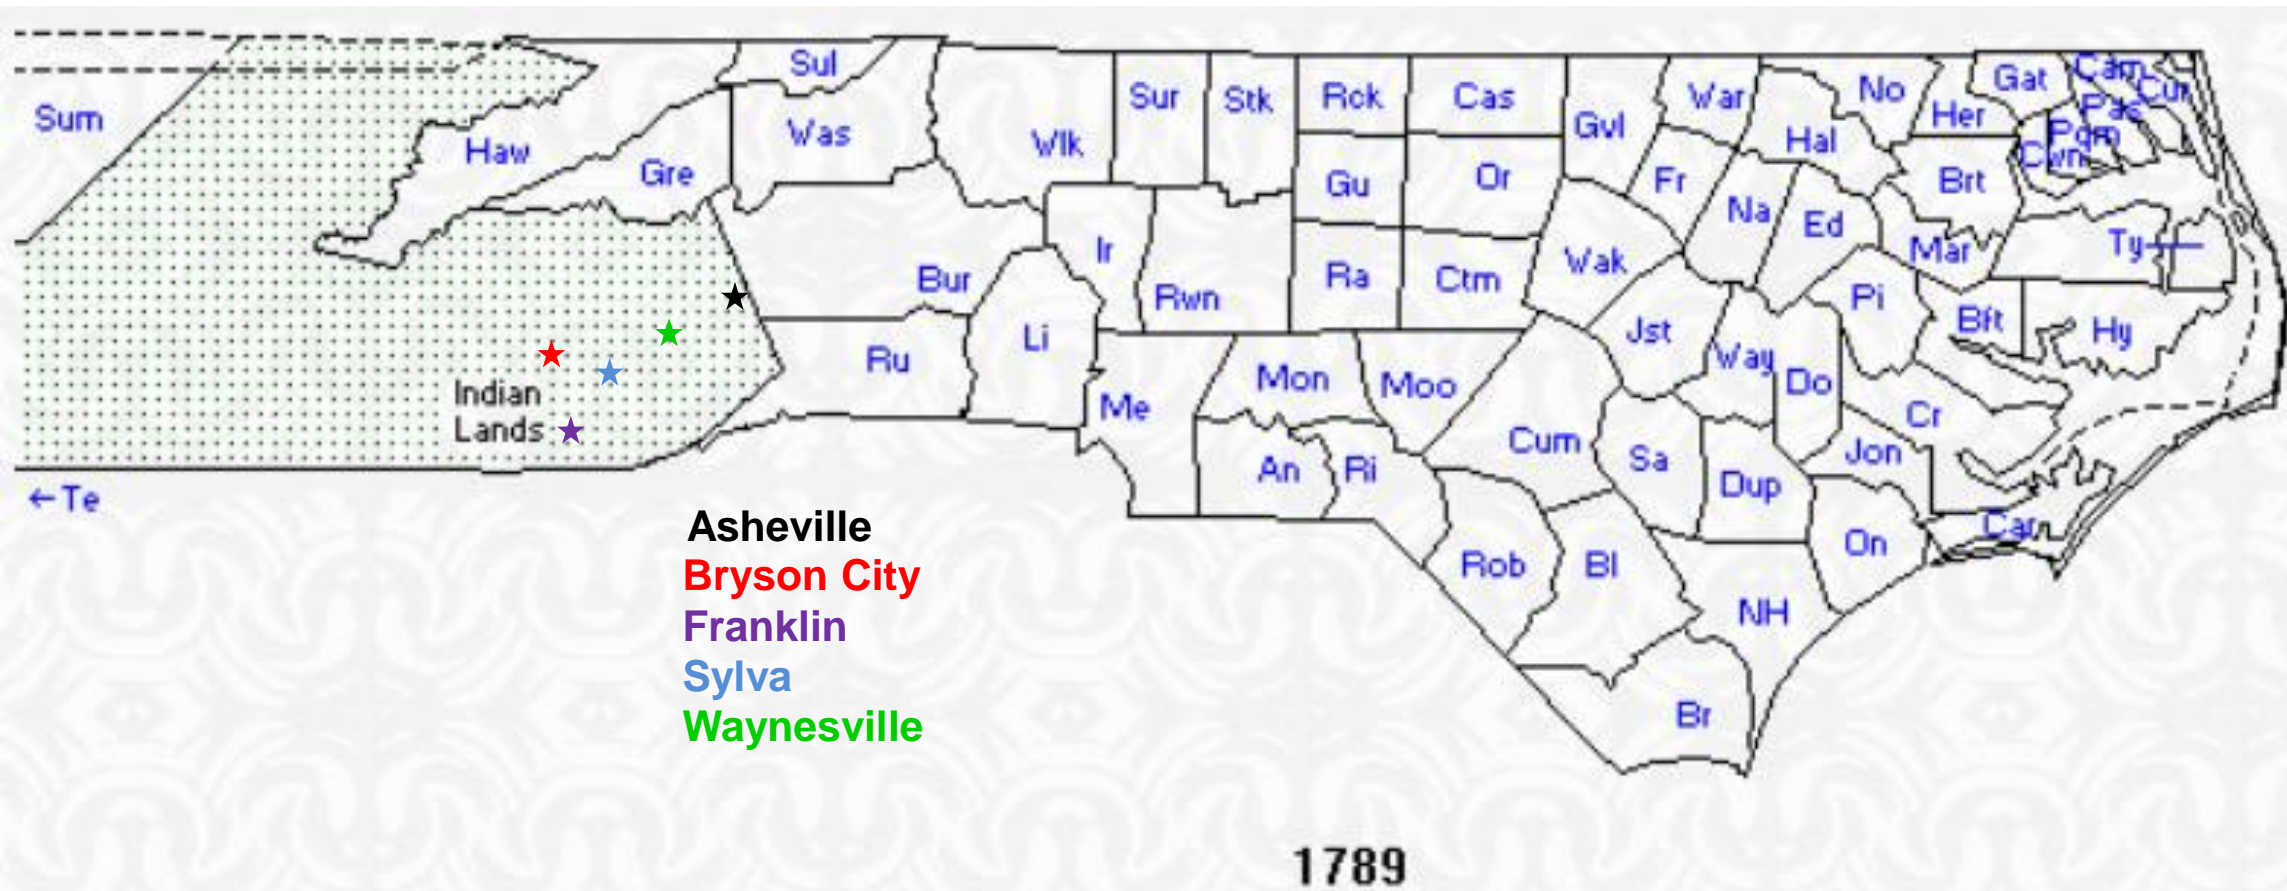 Sum
Haw
Gre
Sul
Was
Wlk
Sur
Stk
Rck
Cas
Gvl
War
No
Her
Gat
Cam
Cur
Pas
Pqm
Cwn
Hal
Gu
Or
Fr
Na
Ed
Brt
Mar
Ty
Bur
Ir
Rwn
Ra
Ctm
Wak
Pi
Bft
Hy
Ru
Li
Jst
Way
Do
Me
Mon
Moo
Cr
Indian
Lands
Cum
Sa
Jon
An
Ri
Dup
←Te
Rob
Bl
On
Car
NH
Br
Asheville
Bryson City
Franklin
Sylva
Waynesville
1789